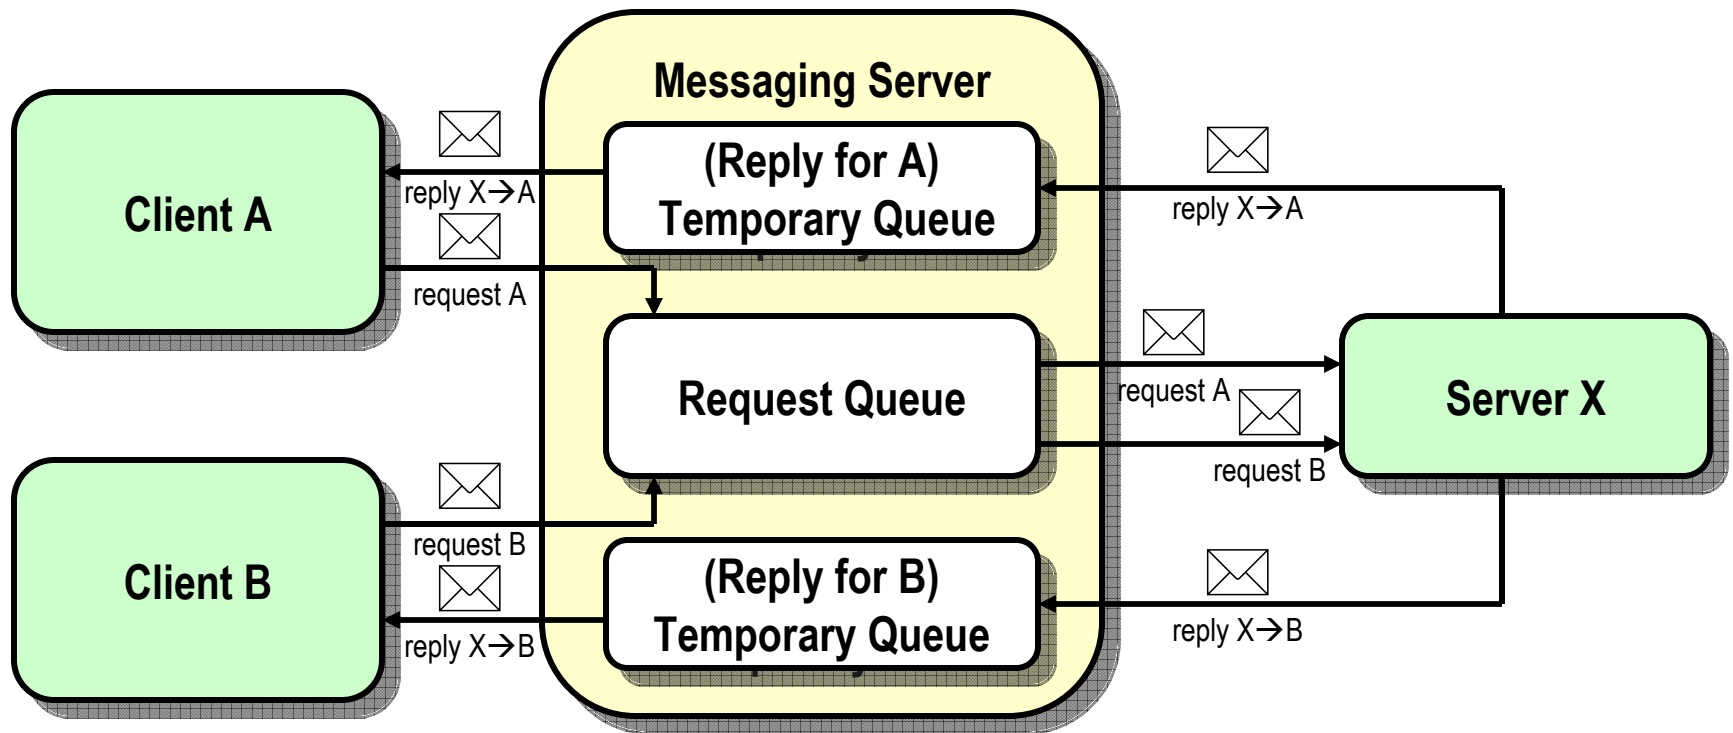 Messaging Server
(Reply for A)
Temporary Queue
reply X→A
reply X→A
Client A
request A
request A
Request Queue
Server X
request B
request B
Client B
(Reply for B)
Temporary Queue
reply X→B
reply X→B